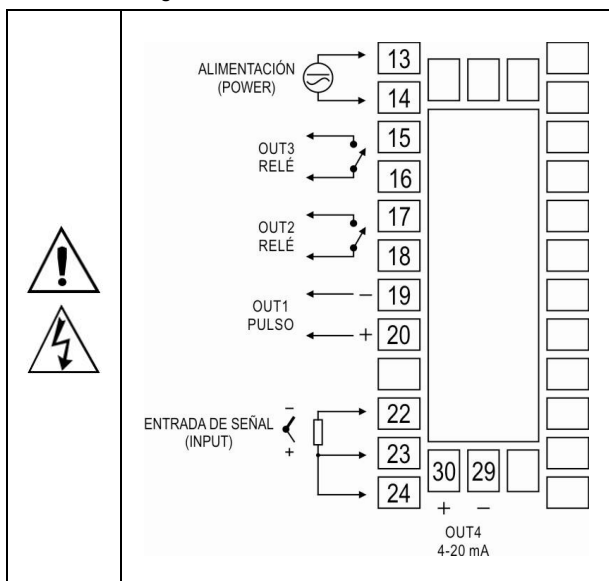 ALIMENTACIÓN
(POWER)
13
14
OUT3
RELÉ
15
16
OUT2
RELÉ
17
18
OUT1
PULSO
− 19
+ 20
ENTRADA DE SEÑAL
(INPUT)
−
+
22
23
24
30 29
+ −
OUT4
4-20 mA